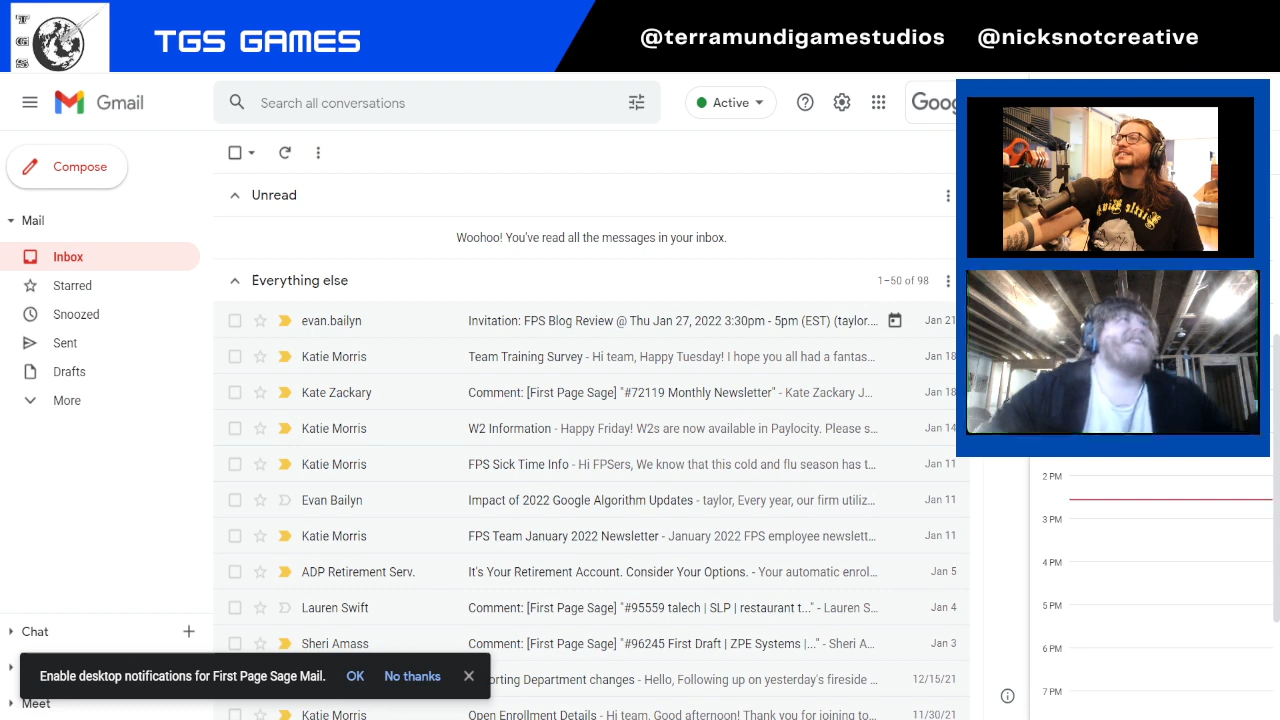 TGS
TGS GAMES
@terramundigamestudios @nicksnotcreative
Gmail
Search all conversations
Active
Goog
Compose
Mail
Inbox
Starred
Snoozed
Sent
Drafts
More
Unread
Woohoo! You've read all the messages in your inbox.
Everything else
1–50 of 98
evan.bailyn Invitation: FPS Blog Review @ Thu Jan 27, 2022 3:30pm - 5pm (EST) (taylor.... Jan 21
Katie Morris Team Training Survey - Hi team, Happy Tuesday! I hope you all had a fantas... Jan 18
Kate Zackary Comment: [First Page Sage] "#72119 Monthly Newsletter" - Kate Zackary J... Jan 18
Katie Morris W2 Information - Happy Friday! W2s are now available in Paylocity. Please s... Jan 14
Katie Morris FPS Sick Time Info - Hi FPSers, We know that this cold and flu season has t... Jan 11
Evan Bailyn Impact of 2022 Google Algorithm Updates - taylor, Every year, our firm utiliz... Jan 11
Katie Morris FPS Team January 2022 Newsletter - January 2022 FPS employee newslett... Jan 11
ADP Retirement Serv. It's Your Retirement Account. Consider Your Options. - Your automatic enrol... Jan 5
Lauren Swift Comment: [First Page Sage] "#95559 talech | SLP | restaurant t..." - Lauren S... Jan 4
Sheri Amass Comment: [First Page Sage] "#96245 First Draft | ZPE Systems |..." - Sheri A... Jan 3
orting Department changes - Hello, Following up on yesterday's fireside ... 12/15/21
Katie Morris Open Enrollment Details - Hi team, Good afternoon! Thank you for joining to... 11/30/21
Chat
Meet
Enable desktop notifications for First Page Sage Mail. OK No thanks
2 PM
3 PM
4 PM
5 PM
6 PM
7 PM